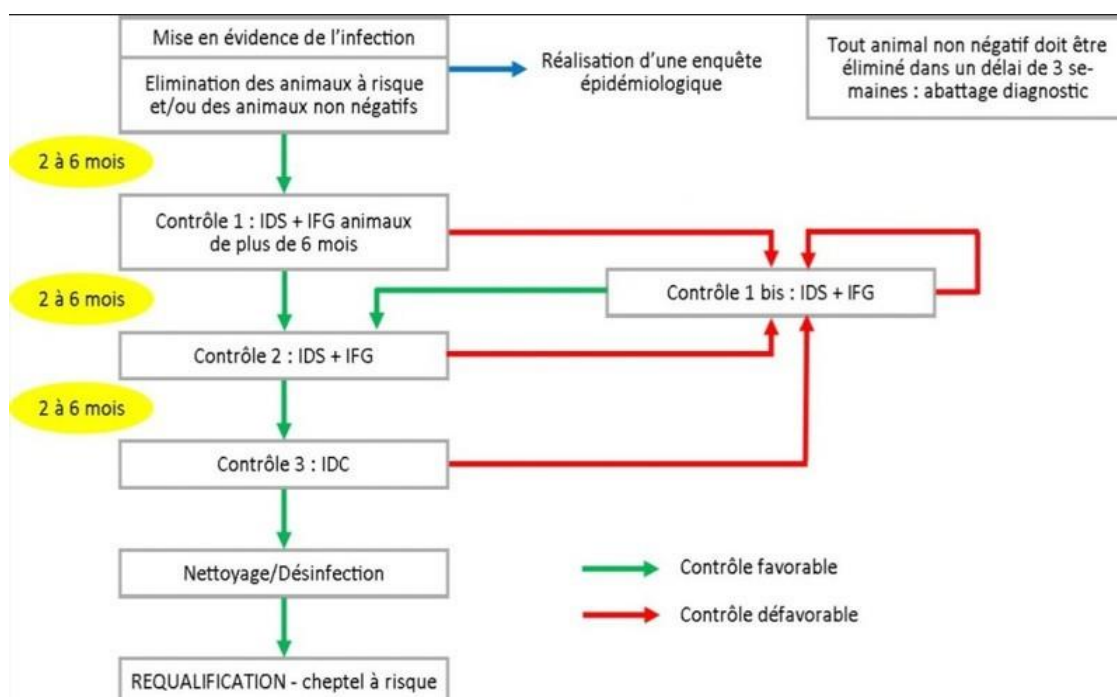 Mise en évidence de l'infection
Elimination des animaux à risque
et/ou des animaux non négatifs
Réalisation d'une enquête
épidémiologique
Tout animal non négatif doit être
éliminé dans un délai de 3 se-
maines : abattage diagnostic
2 à 6 mois
Contrôle 1 : IDS + IFG animaux
de plus de 6 mois
2 à 6 mois
Contrôle 1 bis : IDS + IFG
Contrôle 2 : IDS + IFG
2 à 6 mois
Contrôle 3 : IDC
Nettoyage/Désinfection
Contrôle favorable
Contrôle défavorable
REQUALIFICATION - cheptel à risque